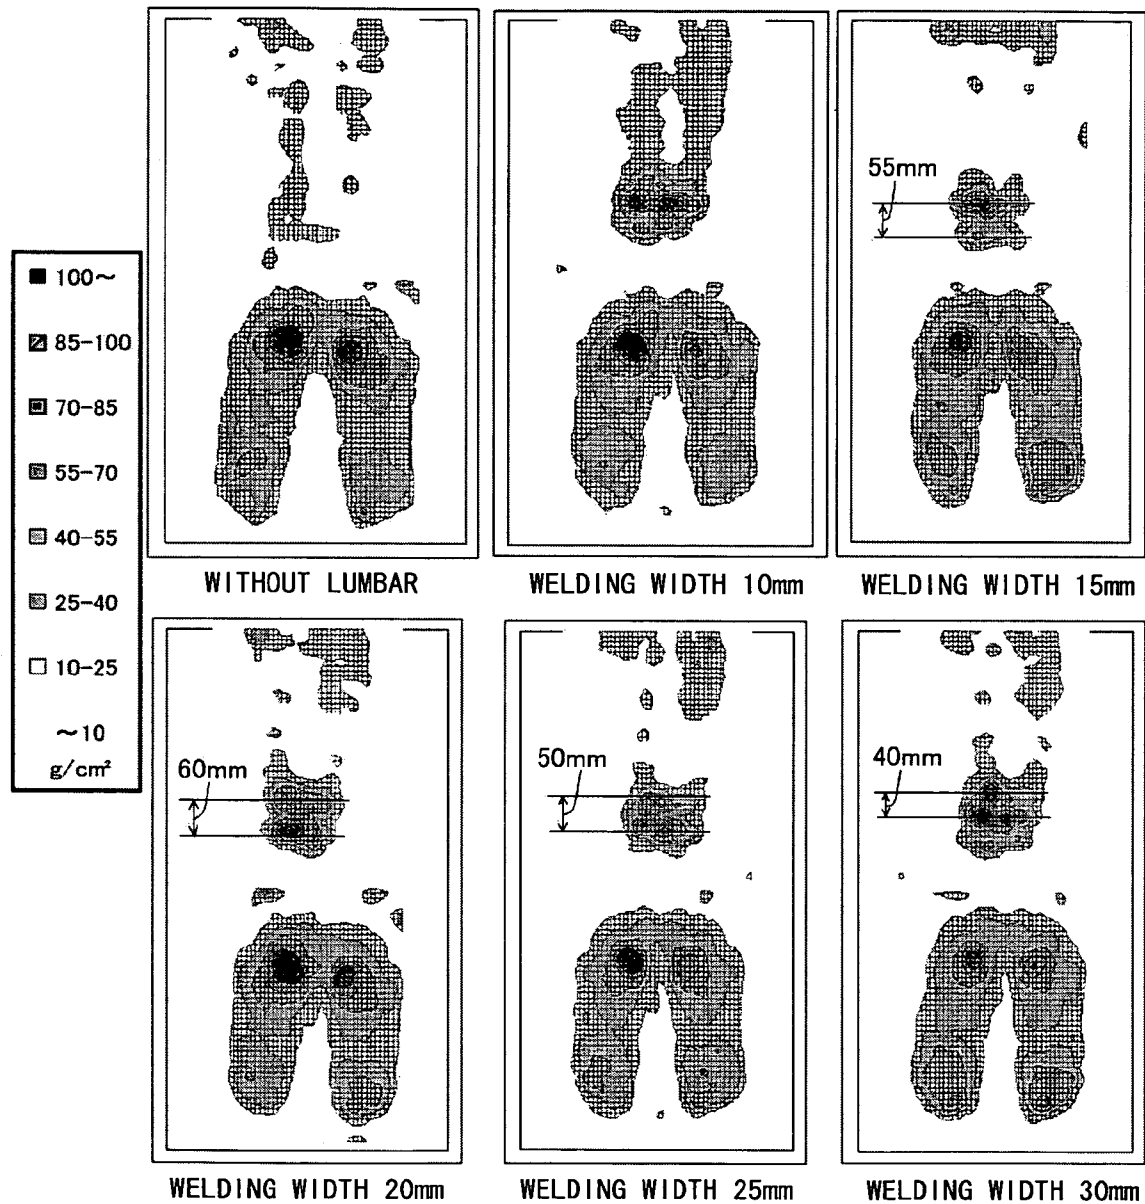 55mm
100～
85-100
70-85
55-70
40-55
25-40
10-25
～10
g/cm²
WITHOUT LUMBAR
WELDING WIDTH 10mm
WELDING WIDTH 15mm
60mm
50mm
40mm
WELDING WIDTH 20mm
WELDING WIDTH 25mm
WELDING WIDTH 30mm